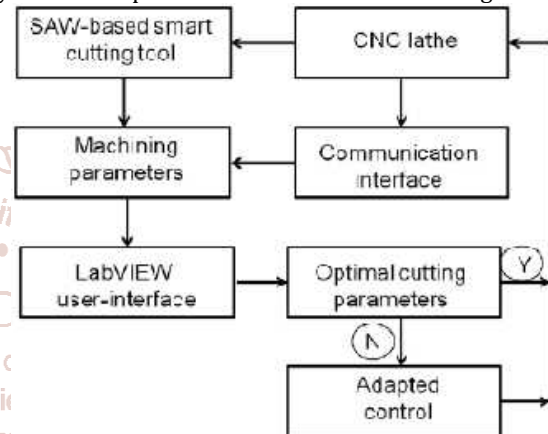 SAW-based smart
cutting tool
CNC lathe
Machining
parameters
Communication
interface
LabVIEW
user-interface
Optimal cutting
parameters
Y
N
Adapted
control